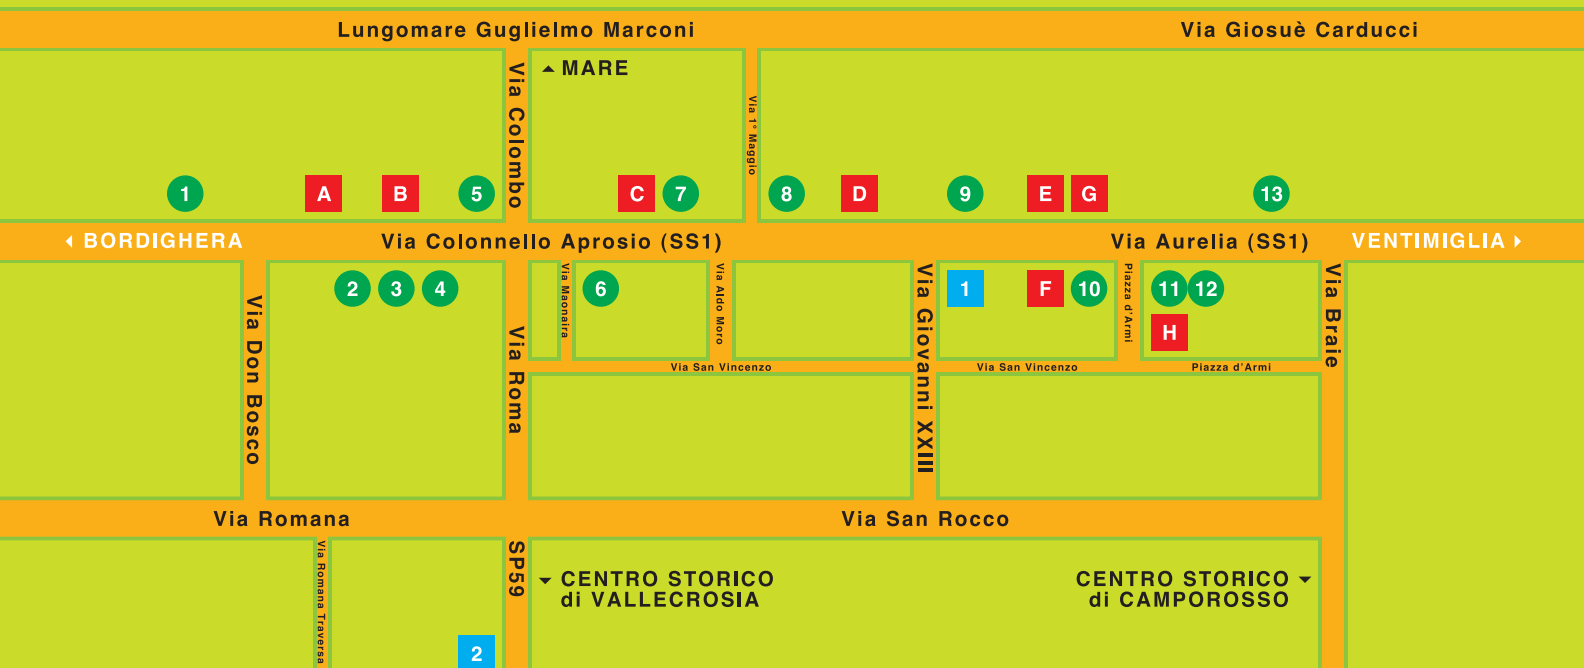 Lungomare Guglielmo Marconi
Via Giosuè Carducci
Via Colombo
MARE
Via 1° Maggio
1
A
B
5
C
7
8
D
9
E
G
13
BORDIGHERA
Via Colonnello Aprosio (SS1)
Via Aurelia (SS1)
VENTIMIGLIA
Via Don Bosco
2
3
4
Via Roma
Via Maonaira
6
Via Aldo Moro
Via Giovanni XXIII
1
F
10
Piazza d'Armi
11
12
H
Via Braie
Via San Vincenzo
Via San Vincenzo
Piazza d'Armi
Via Romana
Via San Rocco
Via Romana Traversa
SP59
CENTRO STORICO
di VALLECROSIA
CENTRO STORICO
di CAMPOROSSO
2